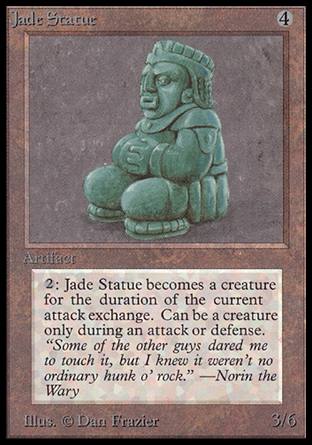 Jade Statue 4
Artifact
2: Jade Statue becomes a creature
for the duration of the current
attack exchange. Can be a creature
only during an attack or defense.
“Some of the other guys dared me
to touch it, but I knew it weren’t no
ordinary hunk o’ rock.” —Norin the
Wary
Illus. © Dan Frazier 3/6